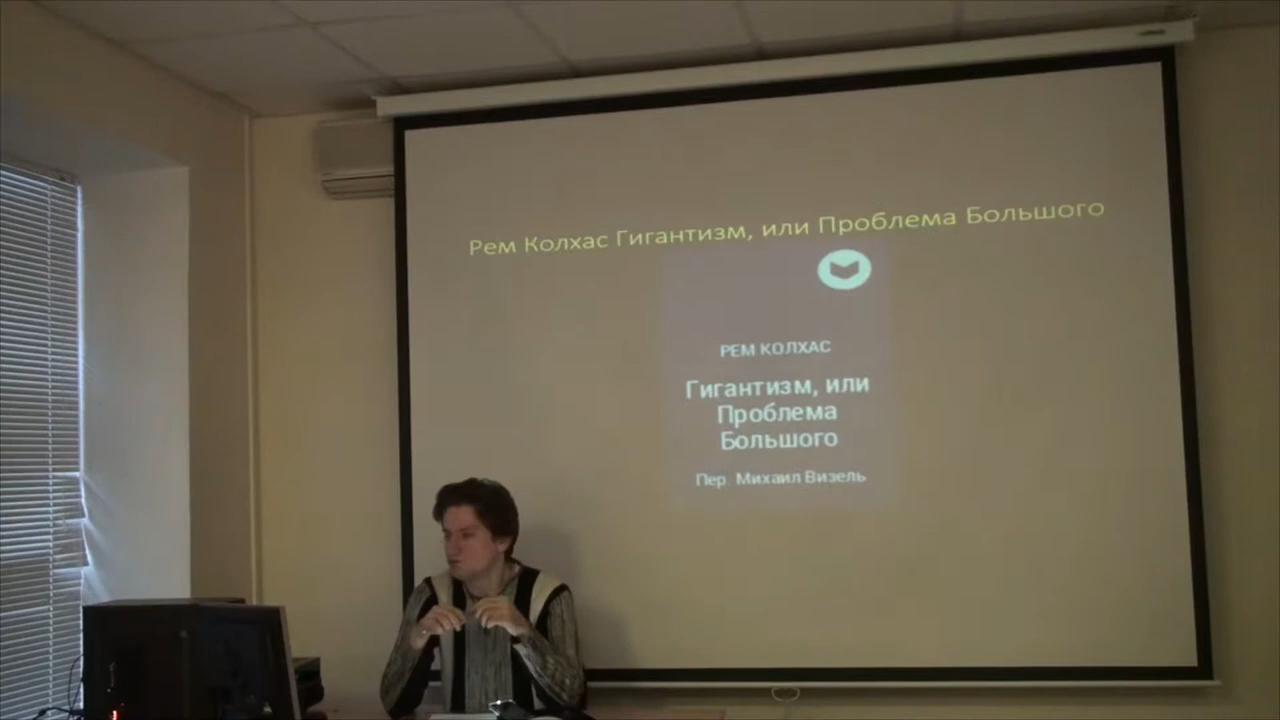 Рем Колхас Гигантизм, или Проблема Большого
РЕМ КОЛХАС
Гигантизм, или
Проблема
Большого
Пер. Михаил Визель